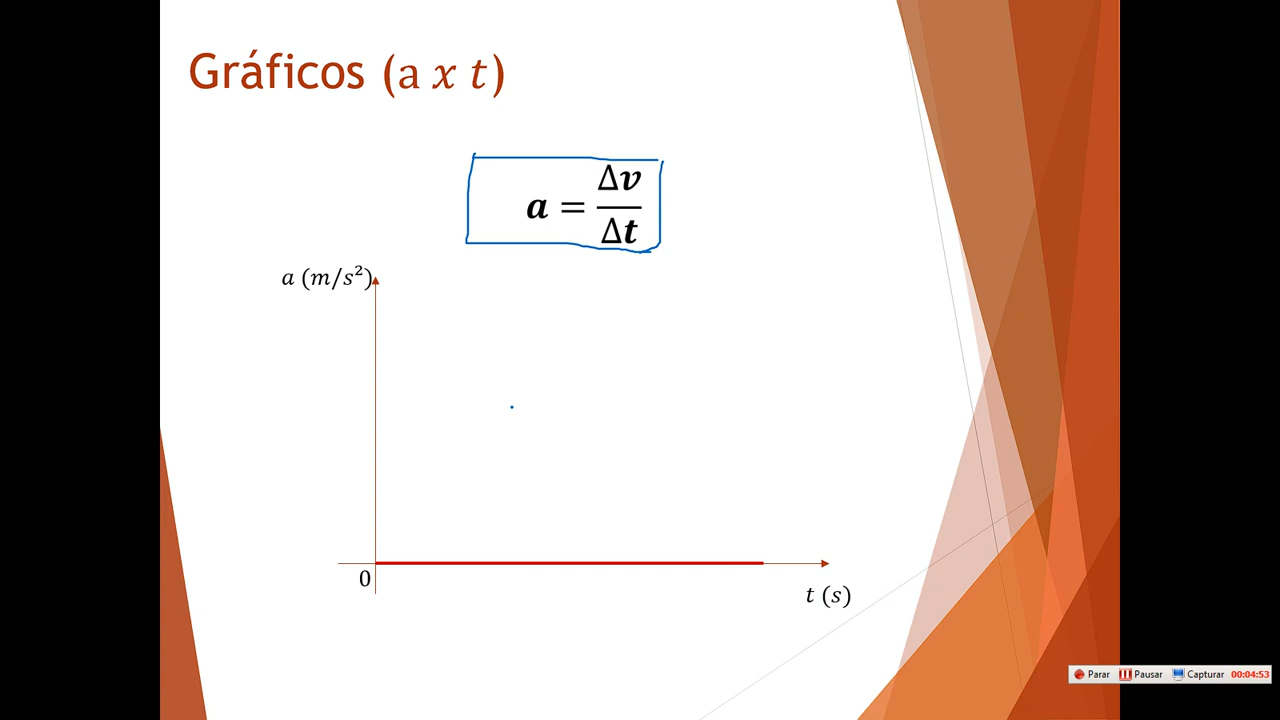 Gráficos (a x t)
a = Δv/Δt
a (m/s²)
0
t (s)
Parar Pausar Capturar 00:04:53